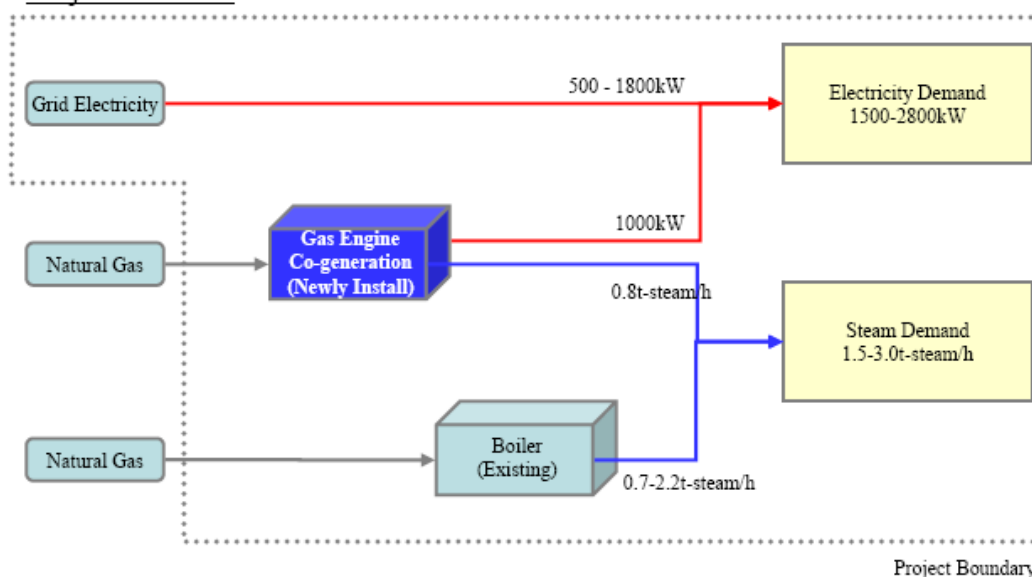 500 - 1800kW
Grid Electricity
Electricity Demand
1500-2800kW
1000kW
Gas Engine
Co-generation
(Newly Install)
Natural Gas
0.8t-steam/h
Steam Demand
1.5-3.0t-steam/h
Natural Gas
Boiler
(Existing)
0.7-2.2t-steam/h
Project Boundary